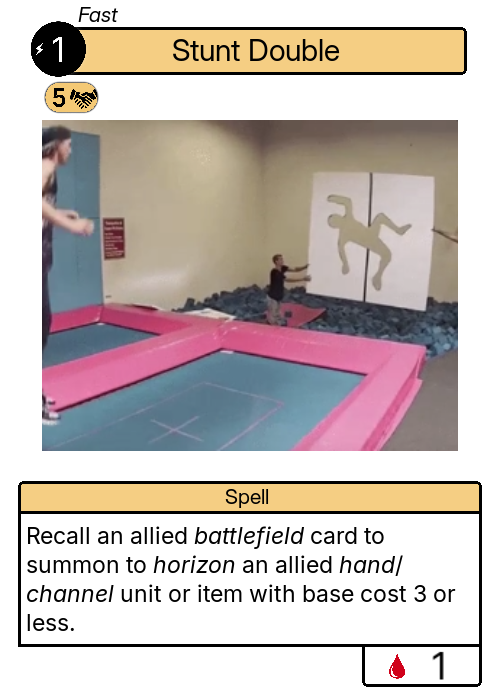 Fast
1
Stunt Double
5
Spell
Recall an allied battlefield card to
summon to horizon an allied hand/
channel unit or item with base cost 3 or
less.
1